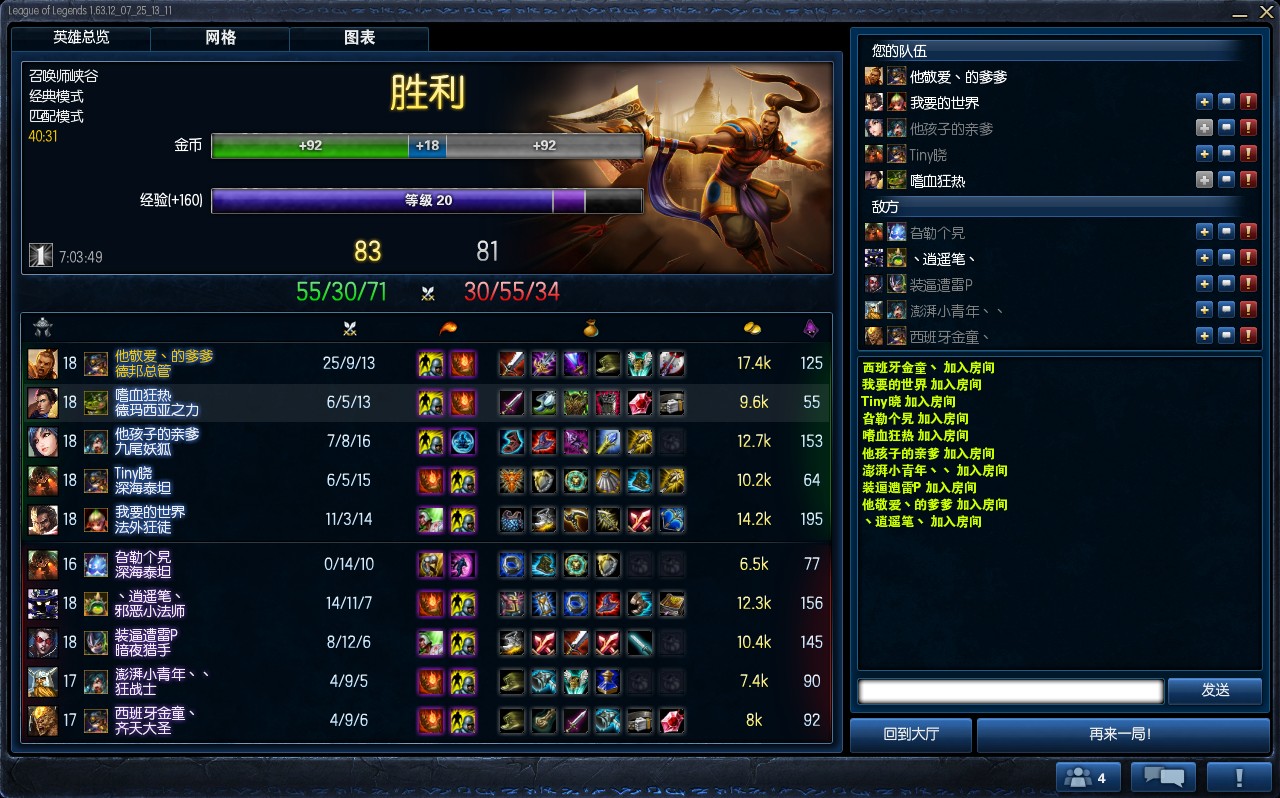 League of Legends 1.63.12_07_25_13_11
英雄总览
网格
图表
召唤师峡谷
经典模式
匹配模式
40:31
胜利
金币
+92
+18
+92
经验(+160)
等级 20
1
7:03:49
83
81
55/30/71
30/55/34
18
他敬爱丶的爹爹
德邦总管
25/9/13
17.4k
125
18
嗜血狂热
德玛西亚之力
6/5/13
9.6k
55
18
他孩子的亲爹
九尾妖狐
7/8/16
12.7k
153
18
Tiny晓
深海泰坦
6/5/15
10.2k
64
18
我要的世界
法外狂徒
11/3/14
14.2k
195
16
旮勒个旯
深海泰坦
0/14/10
6.5k
77
18
丶逍遥笔丶
邪恶小法师
14/11/7
12.3k
156
18
装逼遭雷P
暗夜猎手
8/12/6
10.4k
145
17
澎湃小青年丶丶
狂战士
4/9/5
7.4k
90
17
西班牙金童丶
齐天大圣
4/9/6
8k
92
您的队伍
他敬爱丶的爹爹
我要的世界
他孩子的亲爹
Tiny晓
嗜血狂热
敌方
旮勒个旯
丶逍遥笔丶
装逼遭雷P
澎湃小青年丶丶
西班牙金童丶
西班牙金童丶 加入房间
我要的世界 加入房间
Tiny晓 加入房间
旮勒个旯 加入房间
嗜血狂热 加入房间
他孩子的亲爹 加入房间
澎湃小青年丶丶 加入房间
装逼遭雷P 加入房间
他敬爱丶的爹爹 加入房间
丶逍遥笔丶 加入房间
发送
回到大厅
再来一局!
4